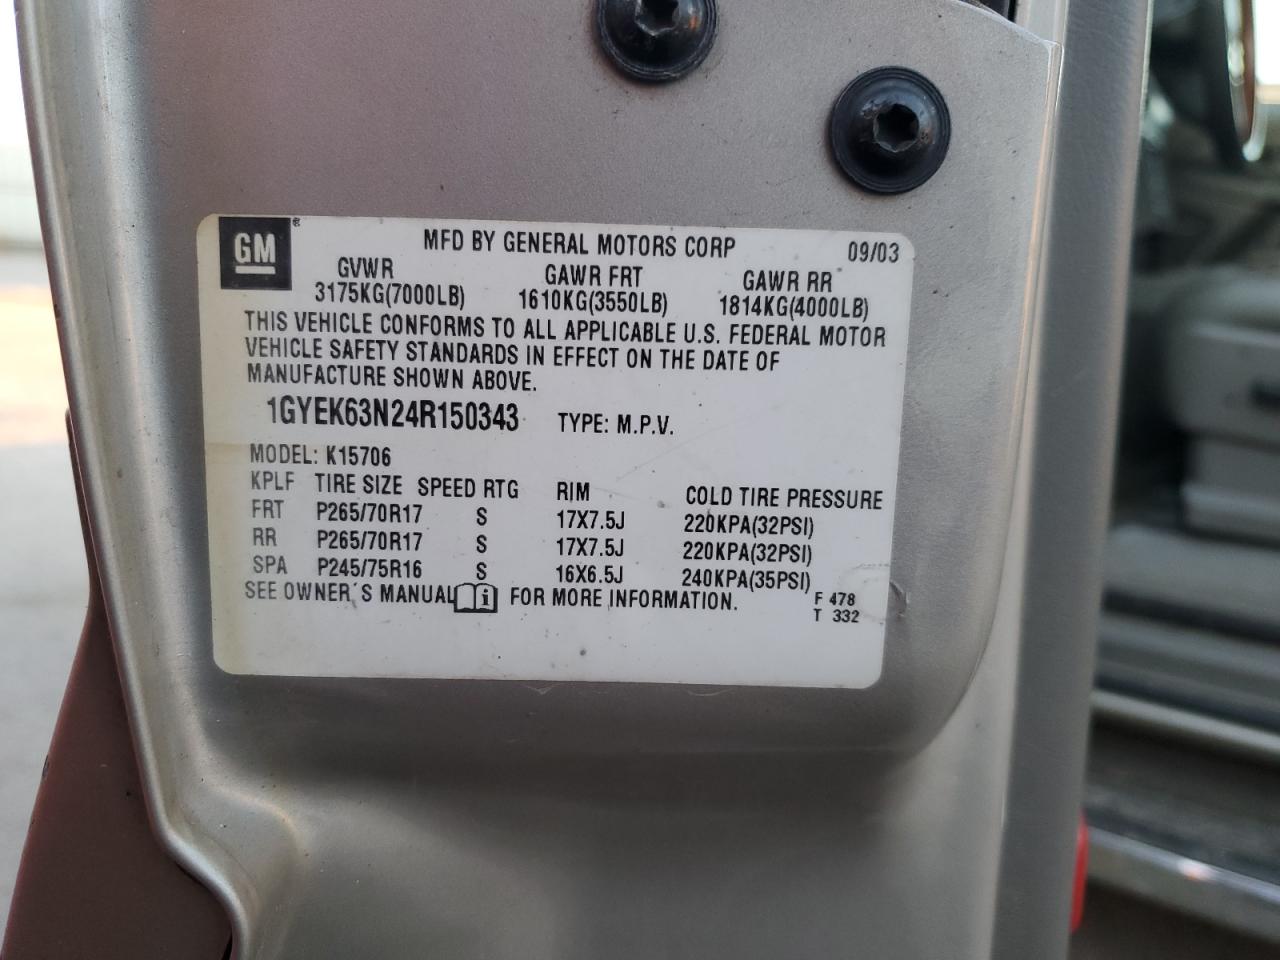 GM MFD BY GENERAL MOTORS CORP 09/03
GVWR GAWR FRT GAWR RR
3175KG(7000LB) 1610KG(3550LB) 1814KG(4000LB)
THIS VEHICLE CONFORMS TO ALL APPLICABLE U.S. FEDERAL MOTOR
VEHICLE SAFETY STANDARDS IN EFFECT ON THE DATE OF
MANUFACTURE SHOWN ABOVE.
1GYEK63N24R150343 TYPE: M.P.V.
MODEL: K15706
KPLF TIRE SIZE SPEED RTG RIM COLD TIRE PRESSURE
FRT P265/70R17 S 17X7.5J 220KPA(32PSI)
RR P265/70R17 S 17X7.5J 220KPA(32PSI)
SPA P245/75R16 S 16X6.5J 240KPA(35PSI)
SEE OWNER'S MANUAL i FOR MORE INFORMATION. F 478
T 332